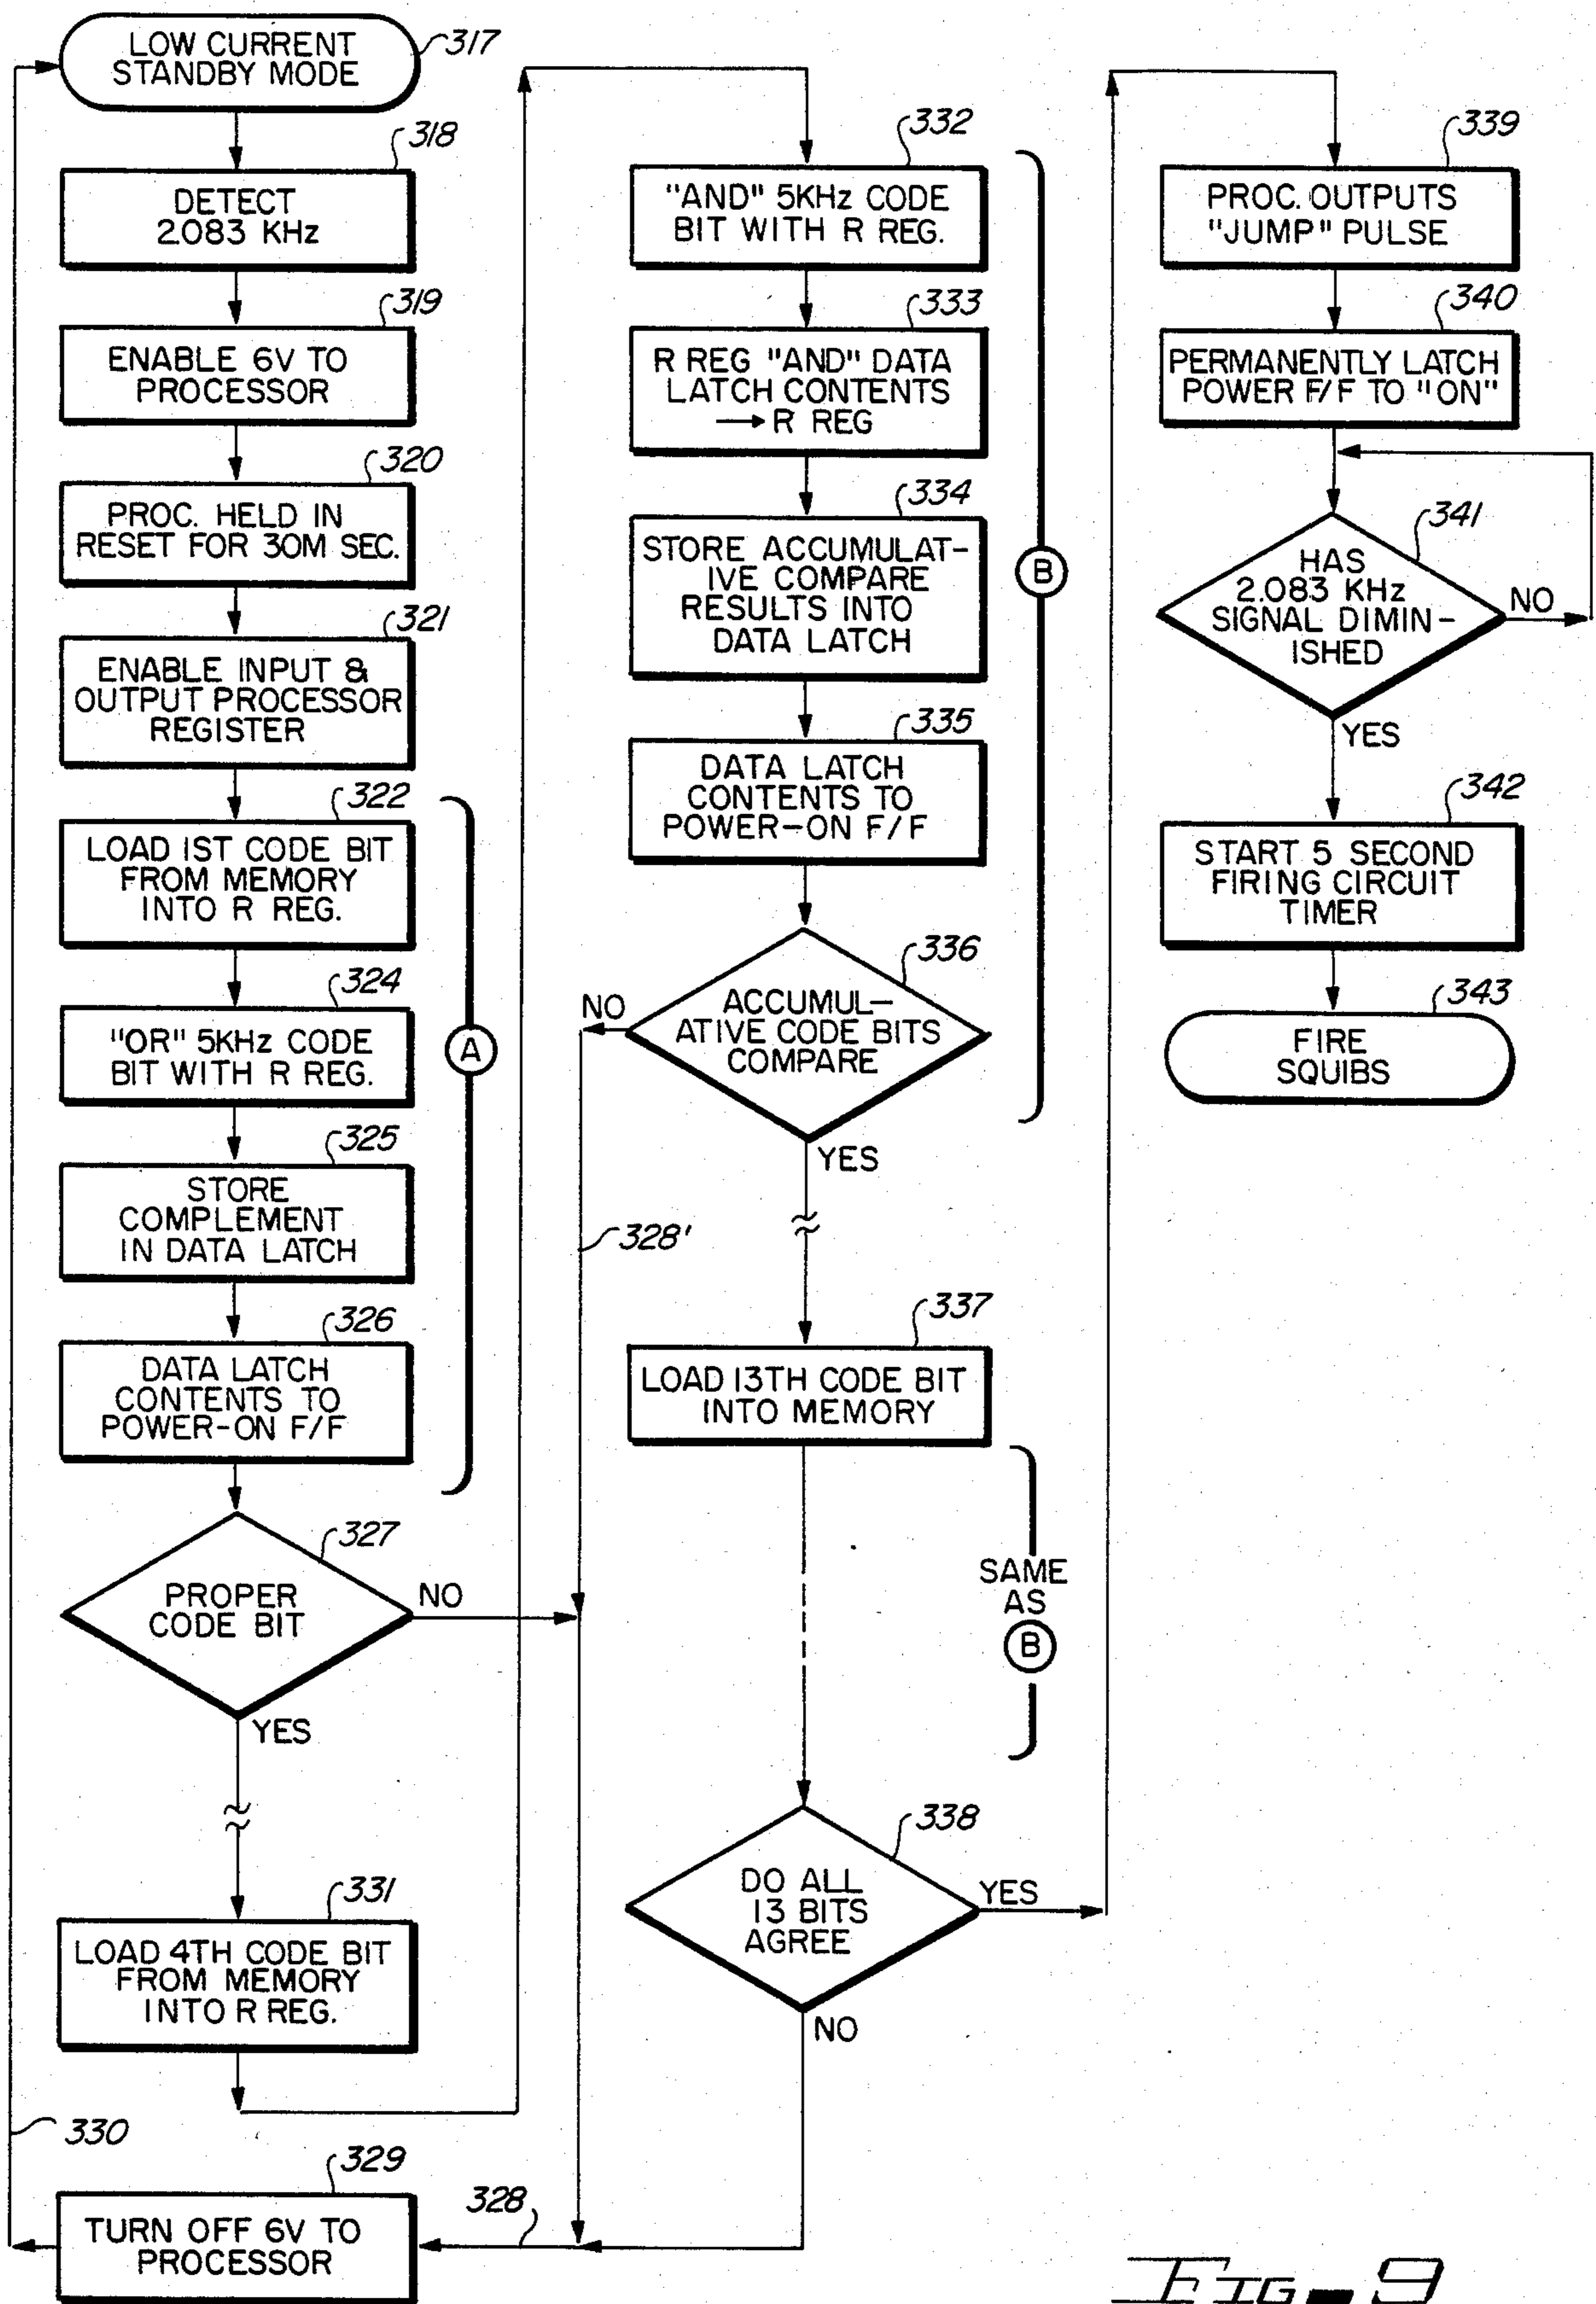 LOW CURRENT
STANDBY MODE
317
318
DETECT
2.083 KHz
319
ENABLE 6V TO
PROCESSOR
320
PROC. HELD IN
RESET FOR 30M SEC.
321
ENABLE INPUT &
OUTPUT PROCESSOR
REGISTER
322
LOAD 1ST CODE BIT
FROM MEMORY
INTO R REG.
324
"OR" 5KHz CODE
BIT WITH R REG.
A
325
STORE
COMPLEMENT
IN DATA LATCH
326
DATA LATCH
CONTENTS TO
POWER-ON F/F
327
PROPER
CODE BIT
NO
YES
331
LOAD 4TH CODE BIT
FROM MEMORY
INTO R REG.
330
329
TURN OFF 6V TO
PROCESSOR
328
332
"AND" 5KHz CODE
BIT WITH R REG.
333
R REG "AND" DATA
LATCH CONTENTS
→ R REG
334
STORE ACCUMULAT-
IVE COMPARE
RESULTS INTO
DATA LATCH
B
335
DATA LATCH
CONTENTS TO
POWER-ON F/F
336
ACCUMUL-
ATIVE CODE BITS
COMPARE
NO
YES
328'
337
LOAD 13TH CODE BIT
INTO MEMORY
SAME
AS
B
338
DO ALL
13 BITS
AGREE
YES
NO
339
PROC. OUTPUTS
"JUMP" PULSE
340
PERMANENTLY LATCH
POWER F/F TO "ON"
341
HAS
2.083 KHz
SIGNAL DIMIN-
ISHED
NO
YES
342
START 5 SECOND
FIRING CIRCUIT
TIMER
343
FIRE
SQUIBS
FIG_9